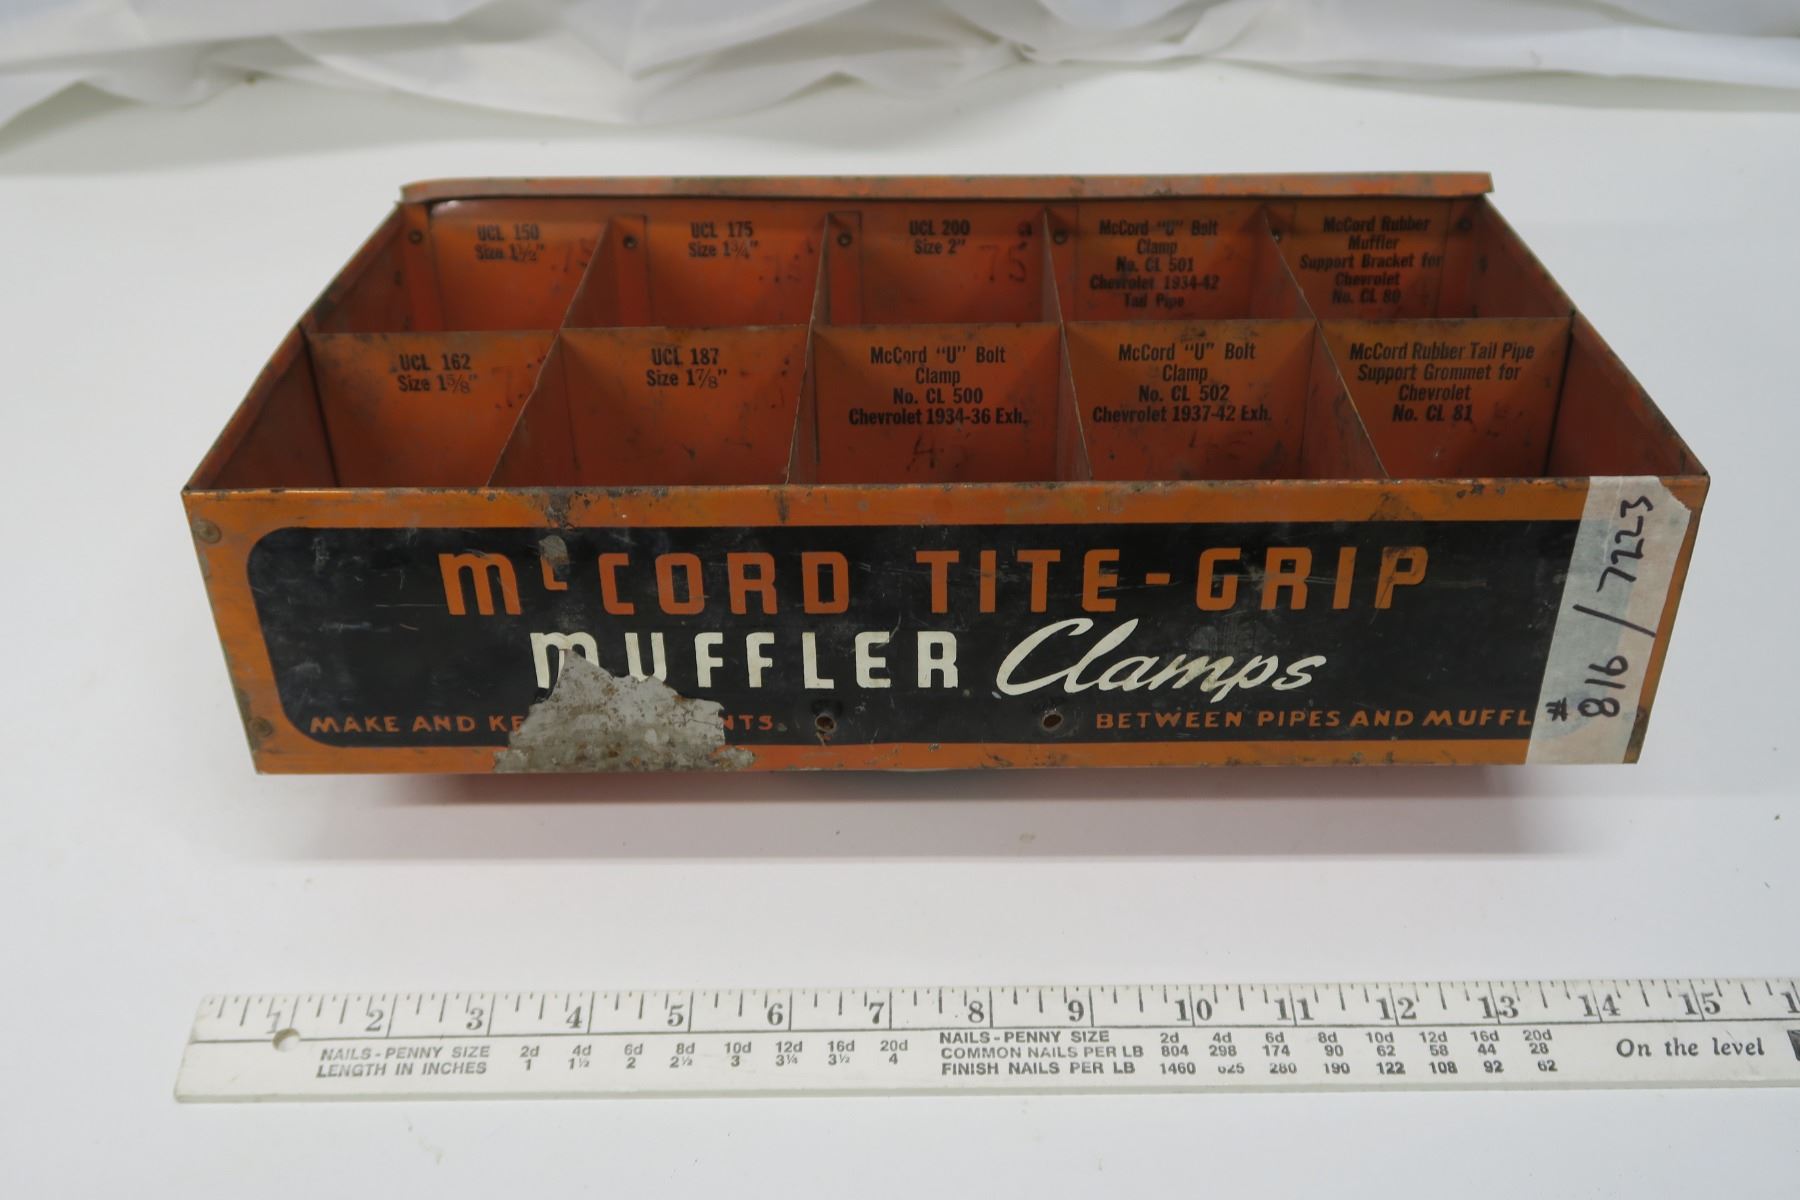 UCL 150
Size 1½"
.75
UCL 175
Size 1¾"
.75
UCL 200
Size 2"
.75
McCord "U" Bolt
Clamp
No. CL 501
Chevrolet 1934-42
Tail Pipe
McCord Rubber
Muffler
Support Bracket for
Chevrolet
No. CL 80
UCL 162
Size 1⅝"
UCL 187
Size 1⅞"
McCord "U" Bolt
Clamp
No. CL 500
Chevrolet 1934-36 Exh.
McCord "U" Bolt
Clamp
No. CL 502
Chevrolet 1937-42 Exh.
McCord Rubber Tail Pipe
Support Grommet for
Chevrolet
No. CL 81
McCORD TITE-GRIP
MUFFLER Clamps
MAKE AND KE NTS. BETWEEN PIPES AND MUFFL
# 816 / 7223
1 2 3 4 5 6 7 8 9 10 11 12 13 14 15
NAILS-PENNY SIZE 2d 4d 6d 8d 10d 12d 16d 20d
LENGTH IN INCHES 1 1½ 2 2½ 3 3¼ 3½ 4
NAILS-PENNY SIZE 2d 4d 6d 8d 10d 12d 16d 20d
COMMON NAILS PER LB 804 298 174 90 62 58 44 28
FINISH NAILS PER LB 1460 625 280 190 122 108 92 62
On the level